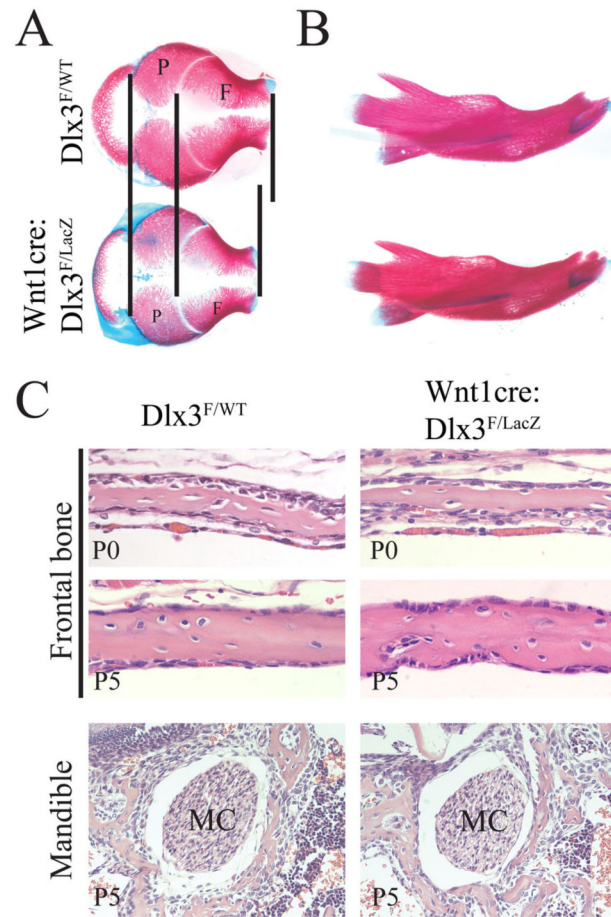 A
B
Dlx3F/WT
P
F
Wnt1cre:
Dlx3F/LacZ
P
F
C
Dlx3F/WT
Wnt1cre:
Dlx3F/LacZ
Frontal bone
P0
P0
P5
P5
Mandible
MC
MC
P5
P5